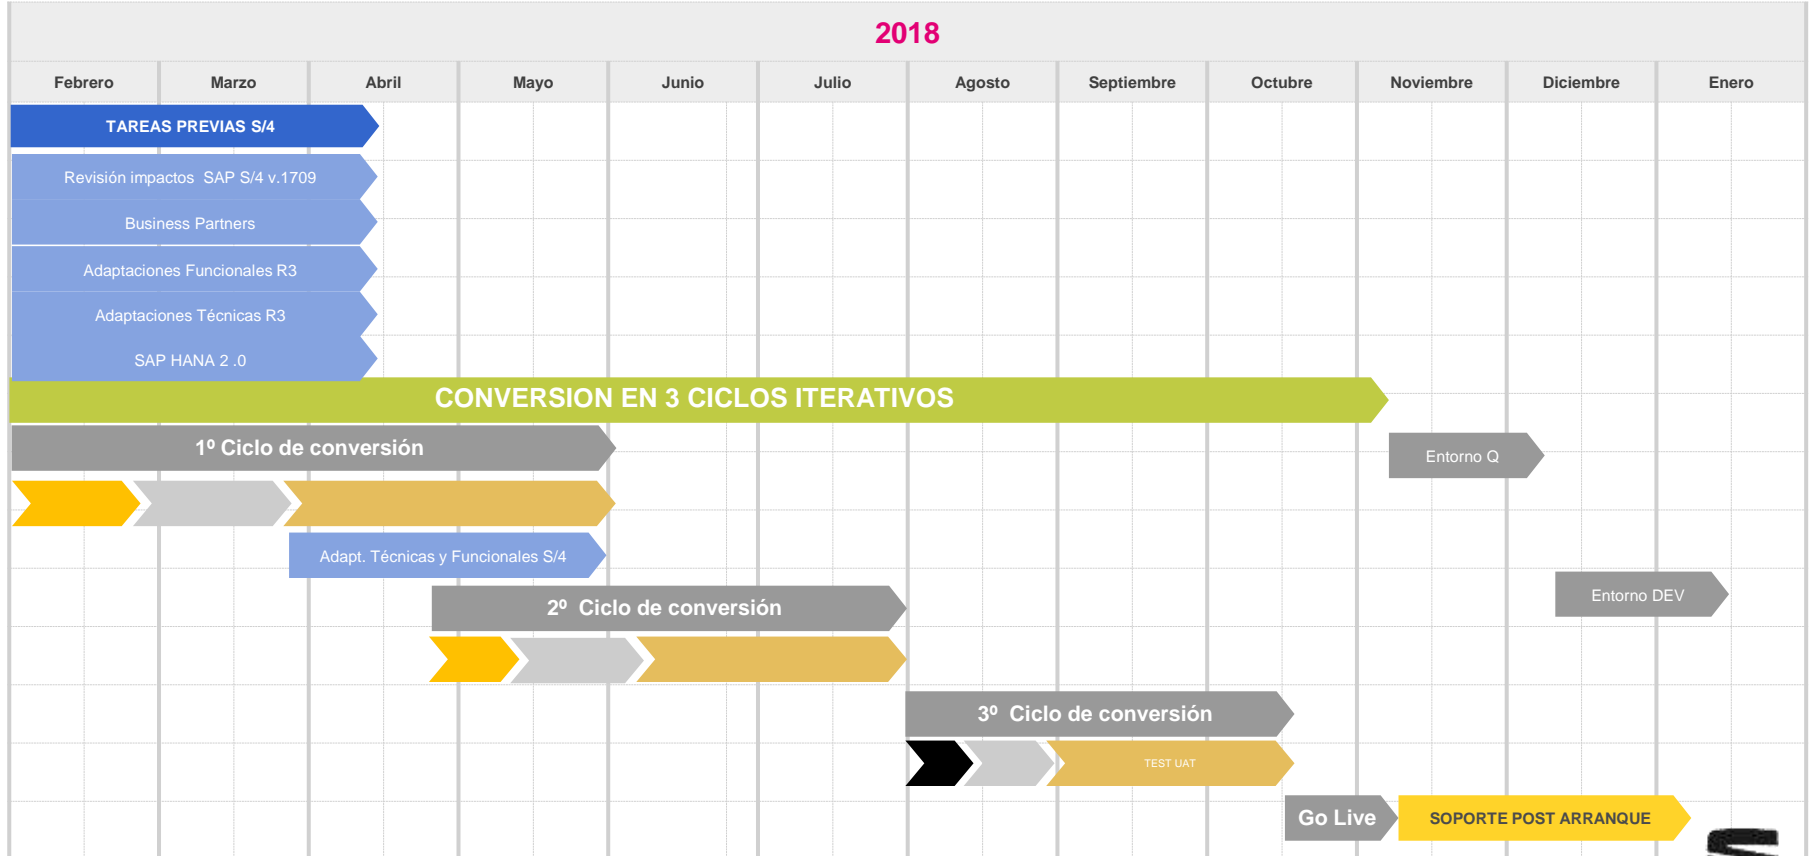 2018
Febrero Marzo Abril Mayo Junio Julio Agosto Septiembre Octubre Noviembre Diciembre Enero
TAREAS PREVIAS S/4
Revisión impactos SAP S/4 v.1709
Business Partners
Adaptaciones Funcionales R3
Adaptaciones Técnicas R3
SAP HANA 2 .0
CONVERSION EN 3 CICLOS ITERATIVOS
1º Ciclo de conversión
Entorno Q
Adapt. Técnicas y Funcionales S/4
2º Ciclo de conversión
Entorno DEV
3º Ciclo de conversión
TEST UAT
Go Live
SOPORTE POST ARRANQUE